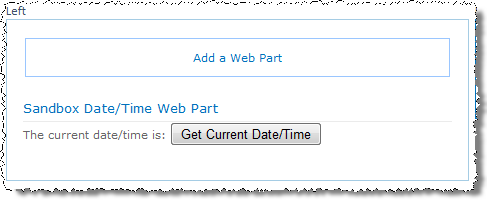 Left
Add a Web Part
Sandbox Date/Time Web Part
The current date/time is: Get Current Date/Time